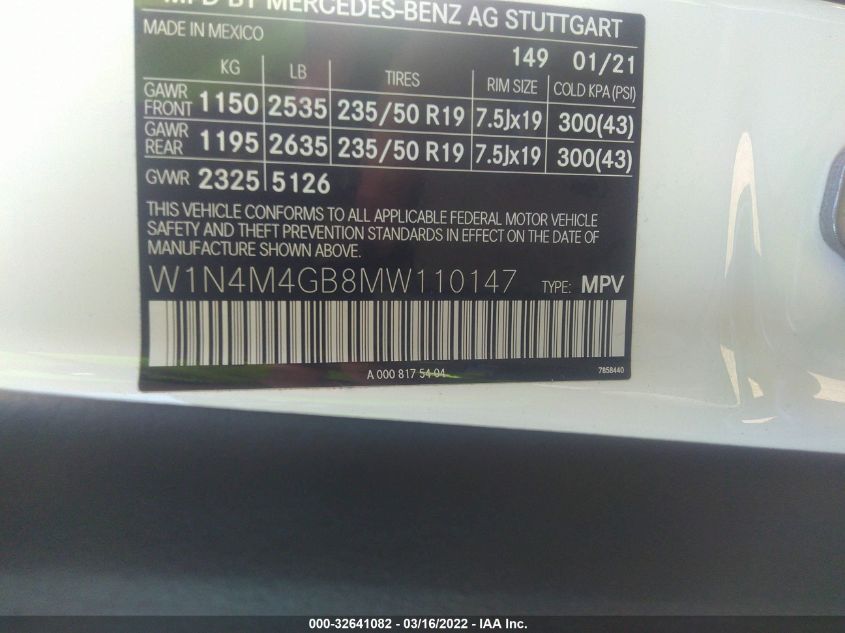 MFD BY MERCEDES-BENZ AG STUTTGART
MADE IN MEXICO
149 01/21
KG LB TIRES RIM SIZE COLD KPA (PSI)
GAWR FRONT 1150 2535 235/50 R19 7.5Jx19 300(43)
GAWR REAR 1195 2635 235/50 R19 7.5Jx19 300(43)
GVWR 2325 5126
THIS VEHICLE CONFORMS TO ALL APPLICABLE FEDERAL MOTOR VEHICLE
SAFETY AND THEFT PREVENTION STANDARDS IN EFFECT ON THE DATE OF
MANUFACTURE SHOWN ABOVE.
W1N4M4GB8MW110147 TYPE: MPV
A 000 817 54 04 7858440
000-32641082 - 03/16/2022 - IAA Inc.